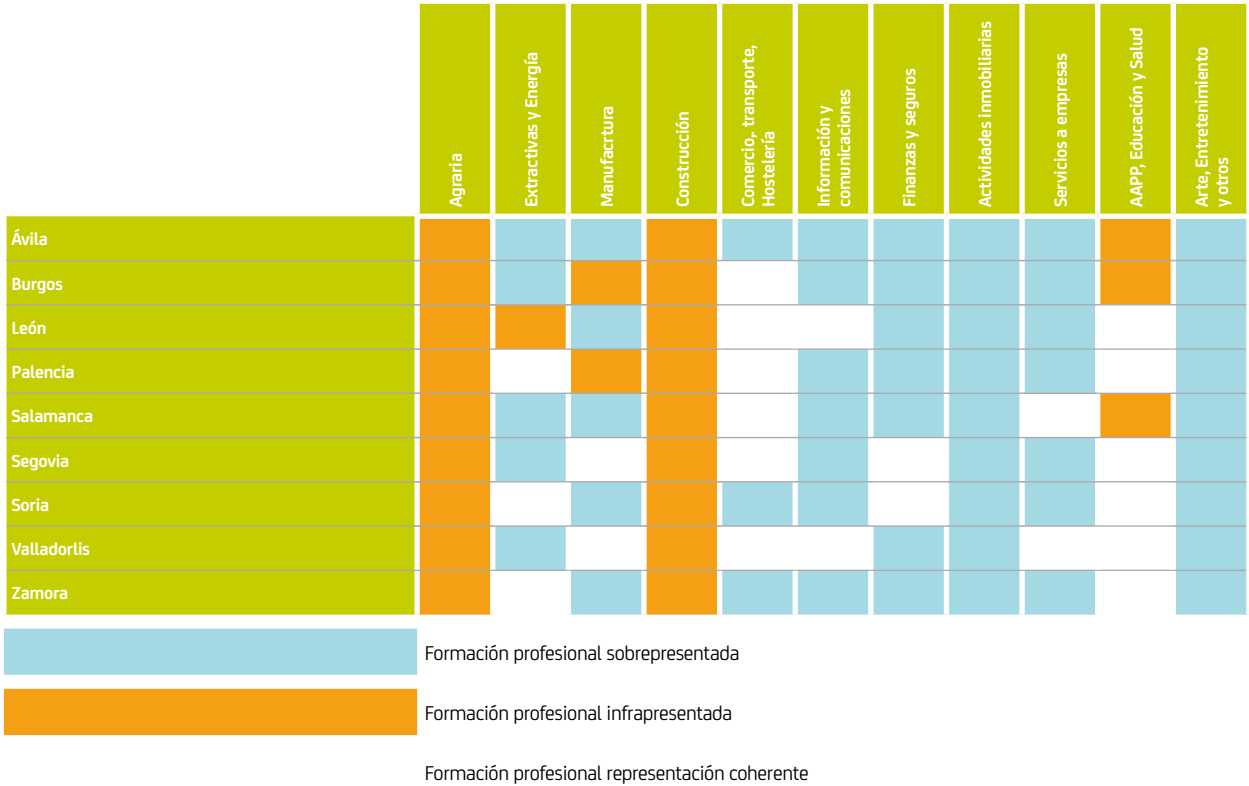 Agraria
Extractivas y Energía
Manufacrtura
Construcción
Comercio, transporte,
Hostelería
Información y
comunicaciones
Finanzas y seguros
Actividades inmobiliarias
Servicios a empresas
AAPP, Educación y Salud
Arte, Entretenimiento
y otros
Ávila
Burgos
León
Palencia
Salamanca
Segovia
Soria
Valladorlis
Zamora
Formación profesional sobrepresentada
Formación profesional infrapresentada
Formación profesional representación coherente